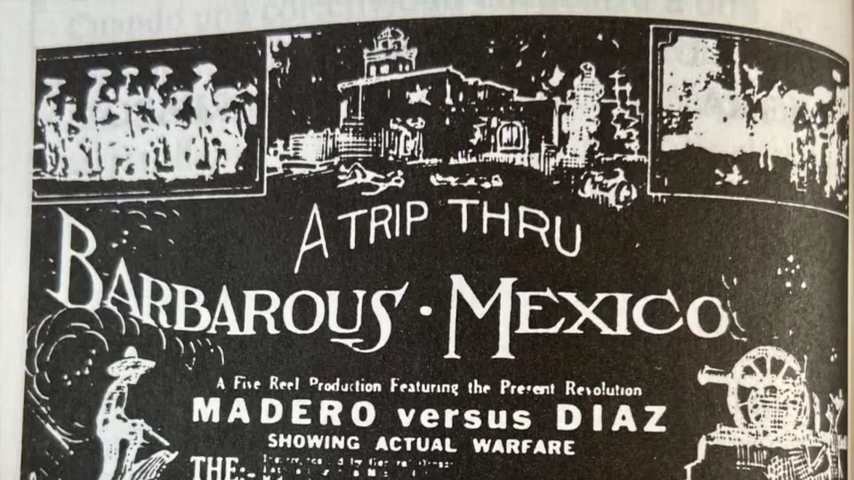 A TRIP THRU
BARBAROUS · MEXICO
A Five Reel Production Featuring the Present Revolution
MADERO versus DIAZ
SHOWING ACTUAL WARFARE
THE:-